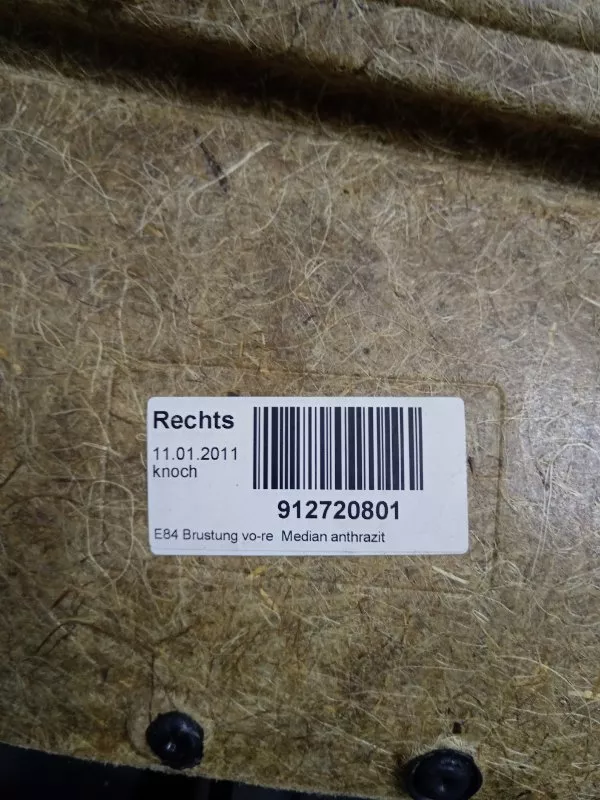 Rechts
11.01.2011
knoch
912720801
E84 Brustung vo-re Median anthrazit